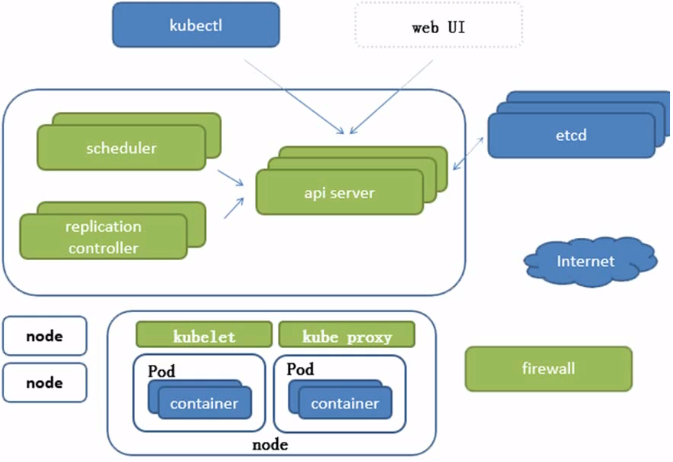 kubectl
web UI
scheduler
etcd
api server
replication
controller
Internet
node
kubelet
kube proxy
node
Pod
Pod
firewall
container
container
node